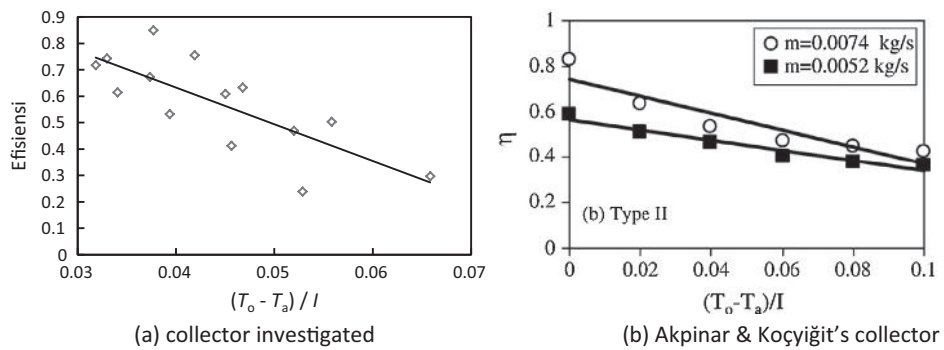 0.9
0.8
0.7
0.6
0.5
0.4
0.3
0.2
0.1
0
Efisiensi
0.03 0.04 0.05 0.06 0.07
(To - Ta) / I
(a) collector investigated
1
0.8
0.6
0.4
0.2
0
η
m=0.0074 kg/s
m=0.0052 kg/s
(b) Type II
0 0.02 0.04 0.06 0.08 0.1
(To-Ta)/I
(b) Akpinar & Koçyiğit's collector